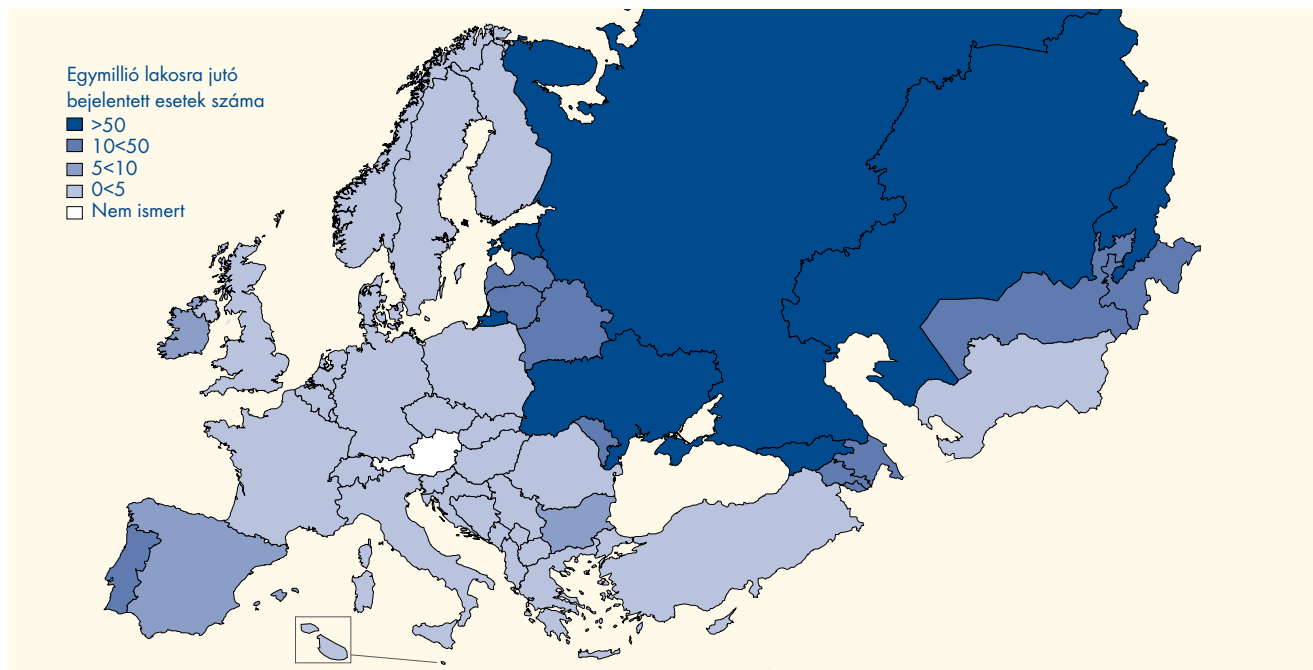 Egymillió lakosra jutó
bejelentett esetek száma
>50
10<50
5<10
0<5
Nem ismert